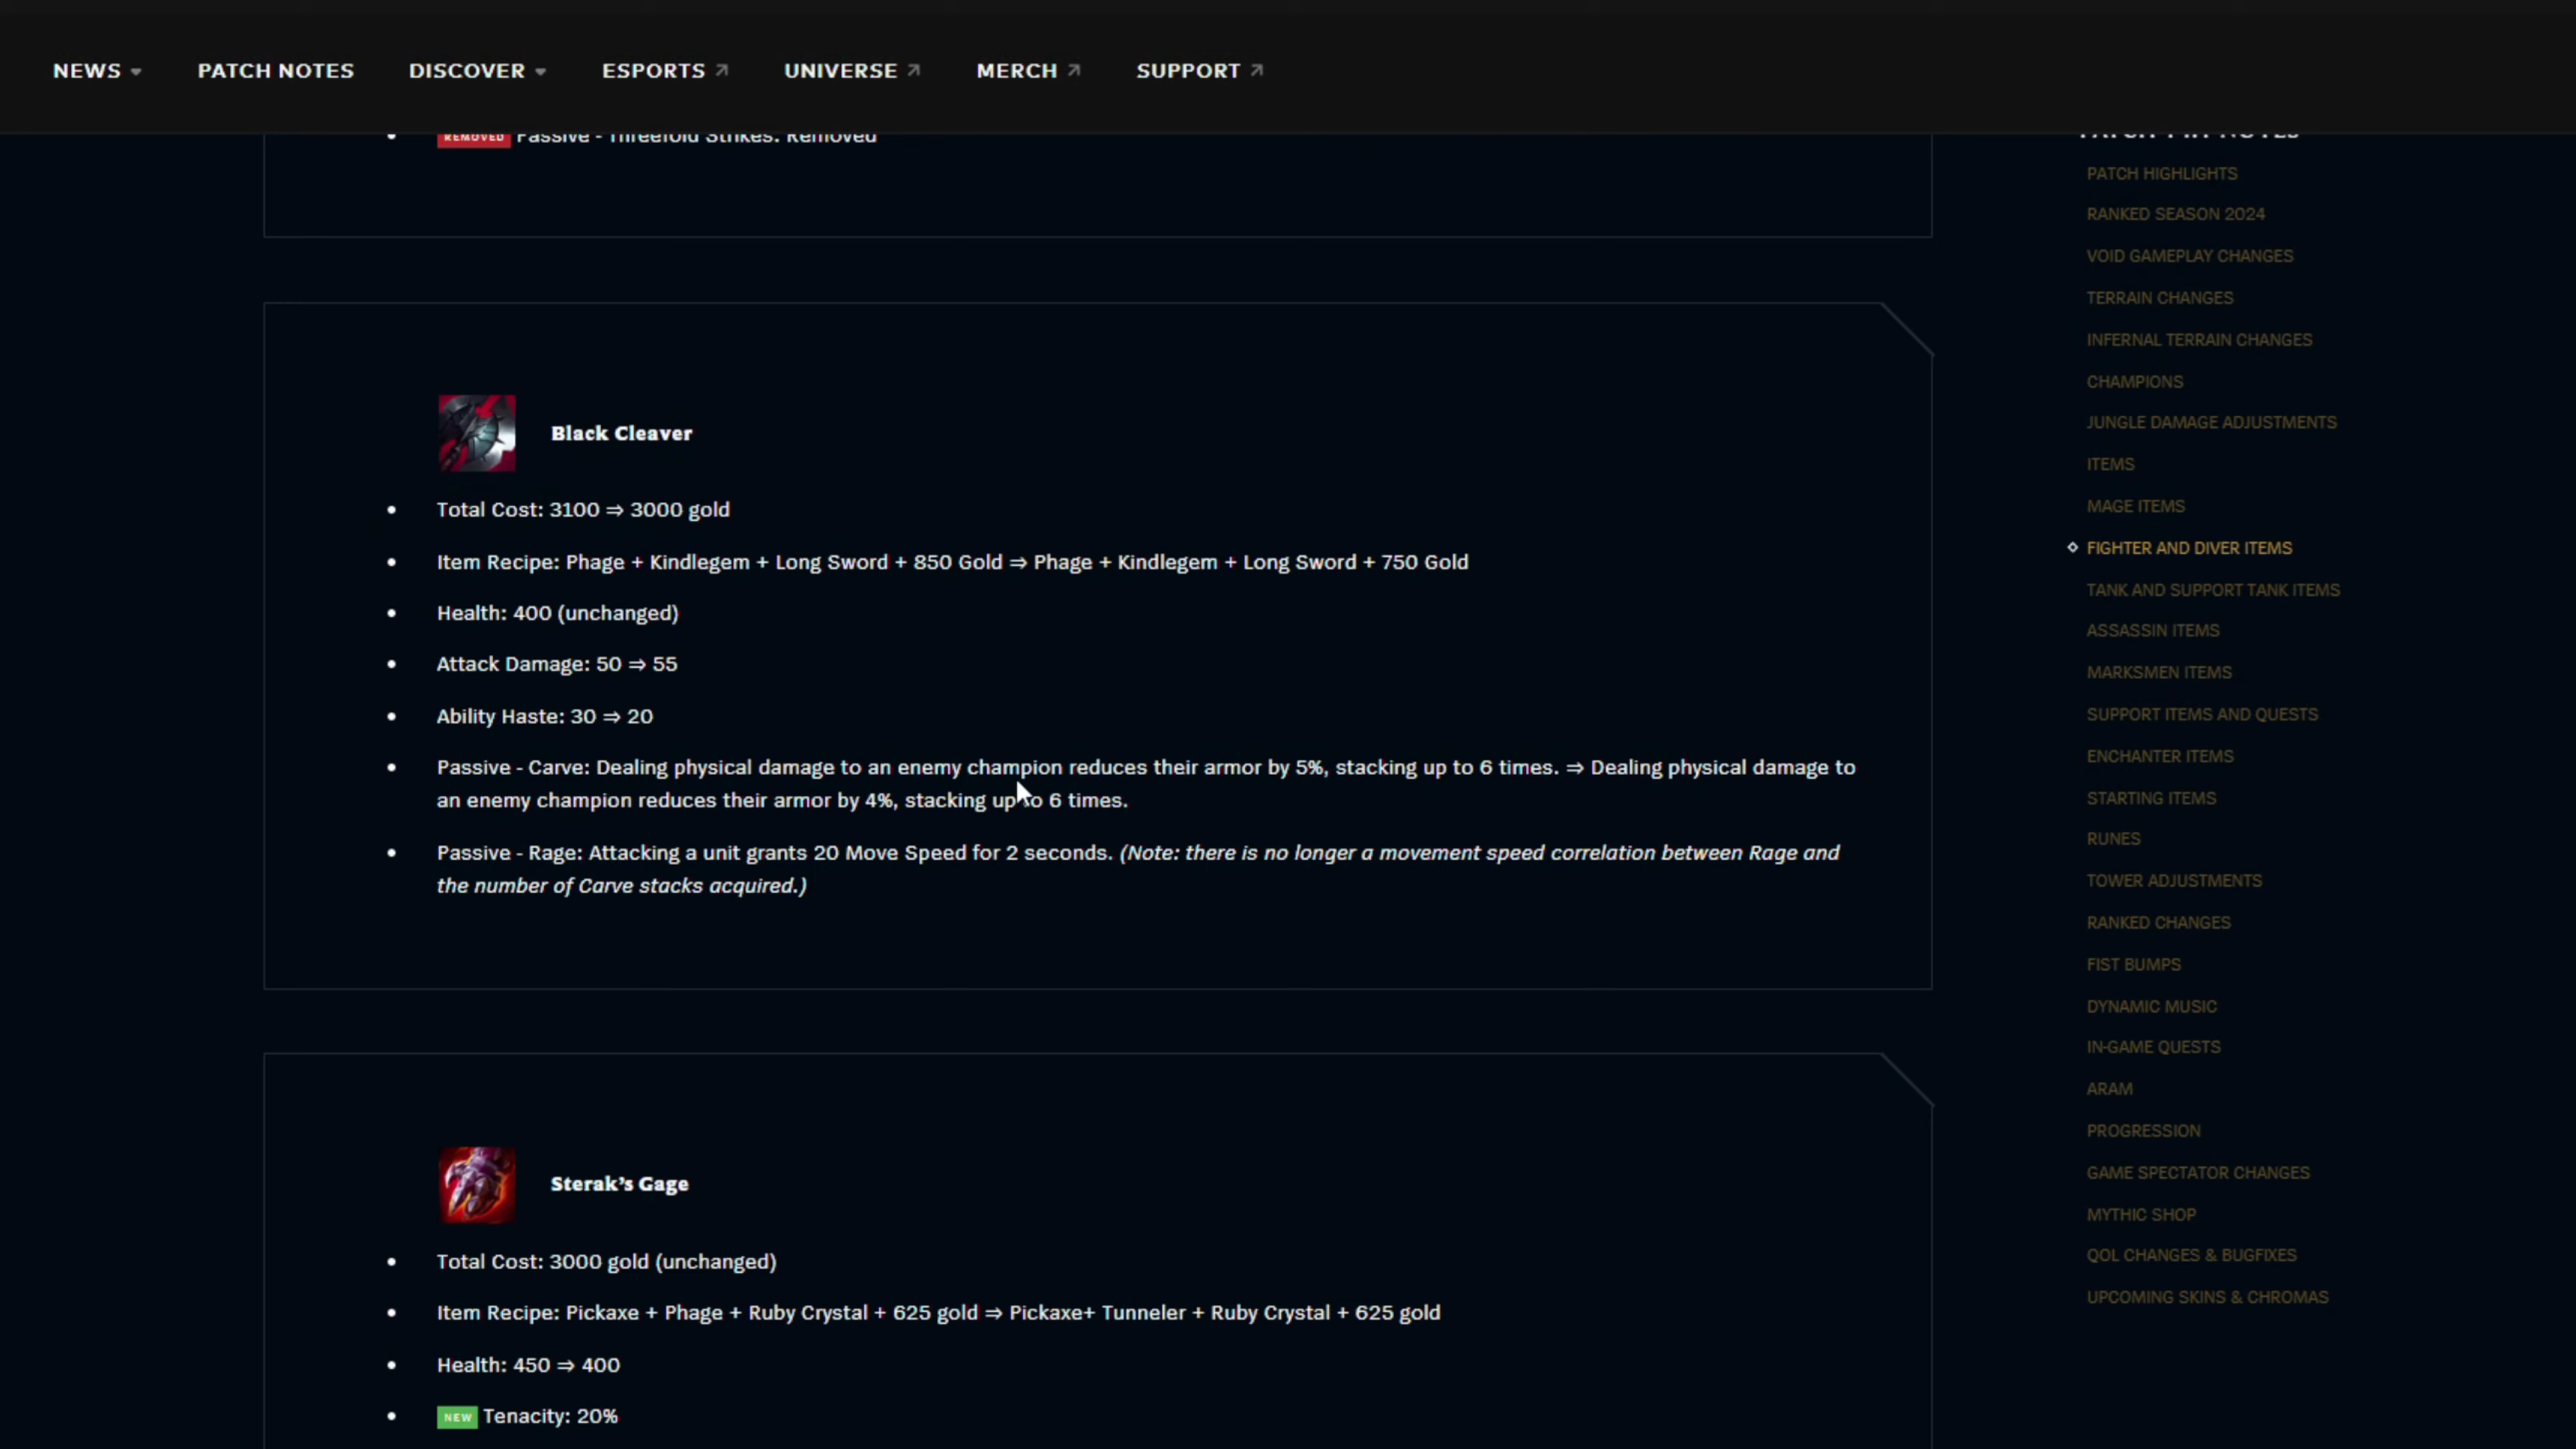 NEWS
PATCH NOTES
DISCOVER
ESPORTS
UNIVERSE
MERCH
SUPPORT
REMOVED Passive - Threefold Strikes: Removed
Black Cleaver
• Total Cost: 3100 ⇒ 3000 gold
• Item Recipe: Phage + Kindlegem + Long Sword + 850 Gold ⇒ Phage + Kindlegem + Long Sword + 750 Gold
• Health: 400 (unchanged)
• Attack Damage: 50 ⇒ 55
• Ability Haste: 30 ⇒ 20
• Passive - Carve: Dealing physical damage to an enemy champion reduces their armor by 5%, stacking up to 6 times. ⇒ Dealing physical damage to
an enemy champion reduces their armor by 4%, stacking up to 6 times.
• Passive - Rage: Attacking a unit grants 20 Move Speed for 2 seconds. (Note: there is no longer a movement speed correlation between Rage and
the number of Carve stacks acquired.)
Sterak's Gage
• Total Cost: 3000 gold (unchanged)
• Item Recipe: Pickaxe + Phage + Ruby Crystal + 625 gold ⇒ Pickaxe+ Tunneler + Ruby Crystal + 625 gold
• Health: 450 ⇒ 400
• NEW Tenacity: 20%
NOTES
PATCH HIGHLIGHTS
RANKED SEASON 2024
VOID GAMEPLAY CHANGES
TERRAIN CHANGES
INFERNAL TERRAIN CHANGES
CHAMPIONS
JUNGLE DAMAGE ADJUSTMENTS
ITEMS
MAGE ITEMS
FIGHTER AND DIVER ITEMS
TANK AND SUPPORT TANK ITEMS
ASSASSIN ITEMS
MARKSMEN ITEMS
SUPPORT ITEMS AND QUESTS
ENCHANTER ITEMS
STARTING ITEMS
RUNES
TOWER ADJUSTMENTS
RANKED CHANGES
FIST BUMPS
DYNAMIC MUSIC
IN-GAME QUESTS
ARAM
PROGRESSION
GAME SPECTATOR CHANGES
MYTHIC SHOP
QOL CHANGES & BUGFIXES
UPCOMING SKINS & CHROMAS